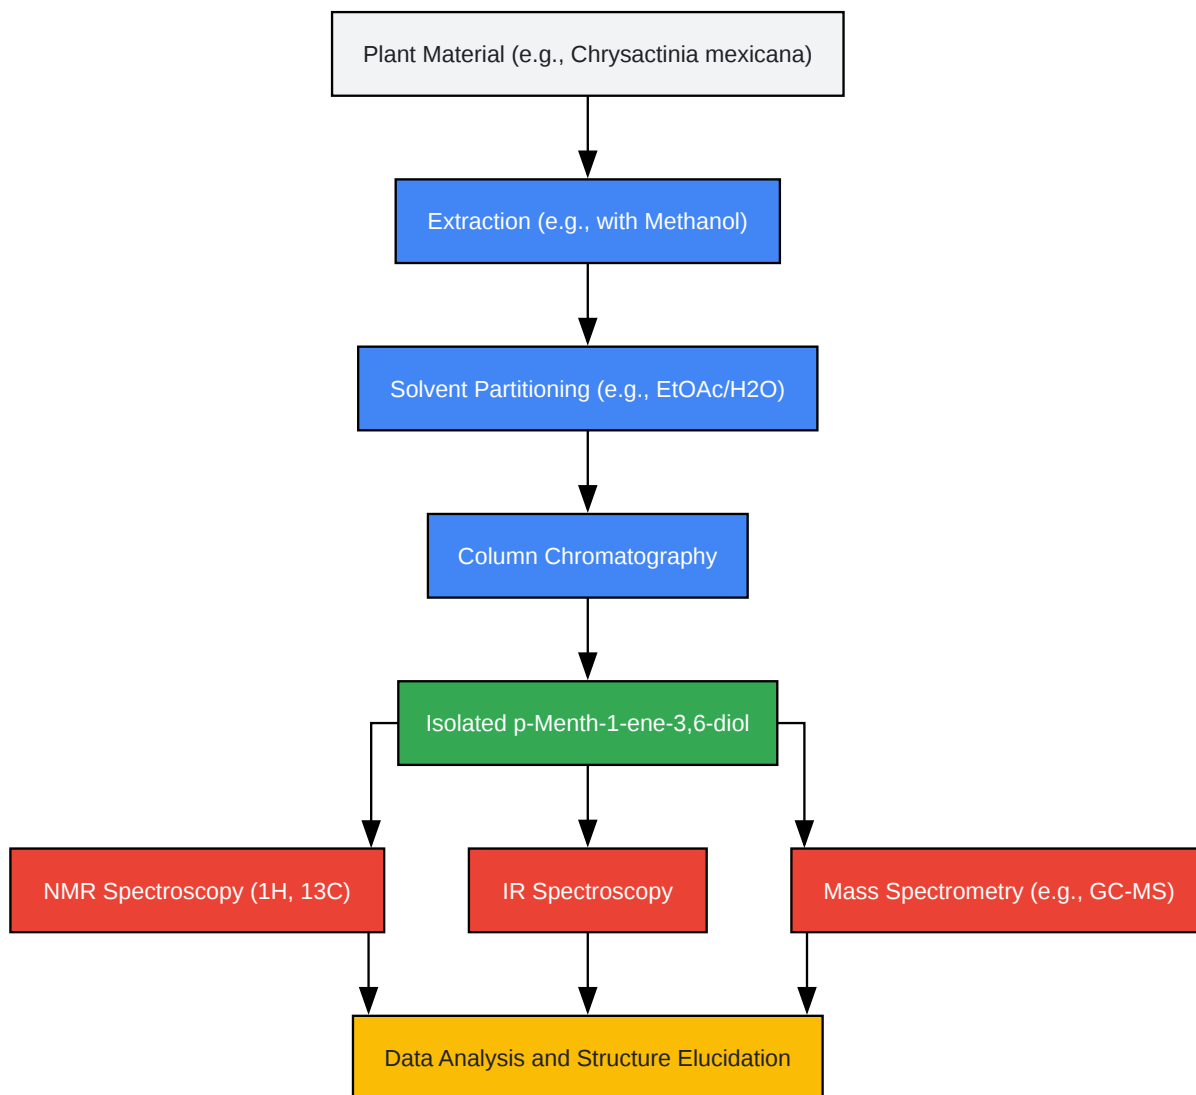 Plant Material (e.g., Chrysactinia mexicana)
Extraction (e.g., with Methanol)
Solvent Partitioning (e.g., EtOAc/H2O)
Column Chromatography
Isolated p-Menth-1-ene-3,6-diol
NMR Spectroscopy (1H, 13C)
IR Spectroscopy
Mass Spectrometry (e.g., GC-MS)
Data Analysis and Structure Elucidation